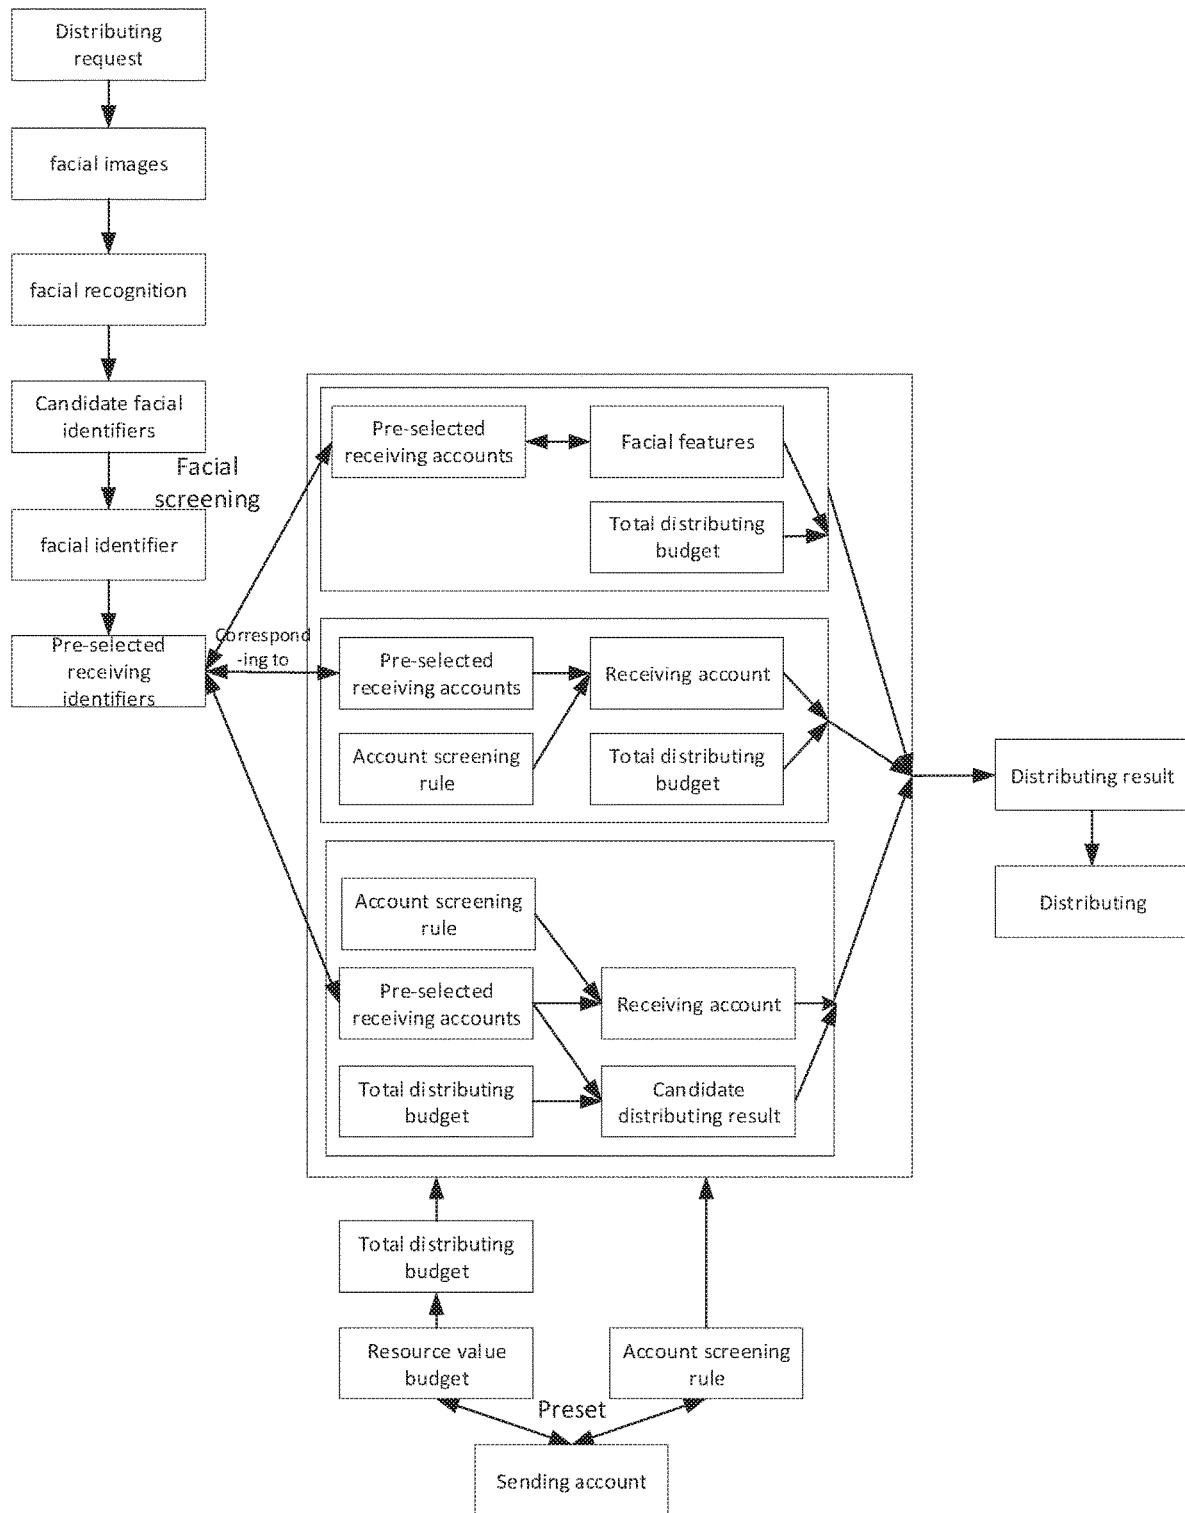 Distributing
request
facial images
facial recognition
Candidate facial
identifiers
Facial
screening
facial identifier
Pre-selected
receiving
identifiers
Correspond
-ing to
Pre-selected
receiving accounts
Facial features
Total distributing
budget
Pre-selected
receiving accounts
Receiving account
Account screening
rule
Total distributing
budget
Account screening
rule
Pre-selected
receiving accounts
Receiving account
Total distributing
budget
Candidate
distributing result
Distributing result
Distributing
Total distributing
budget
Resource value
budget
Account screening
rule
Preset
Sending account